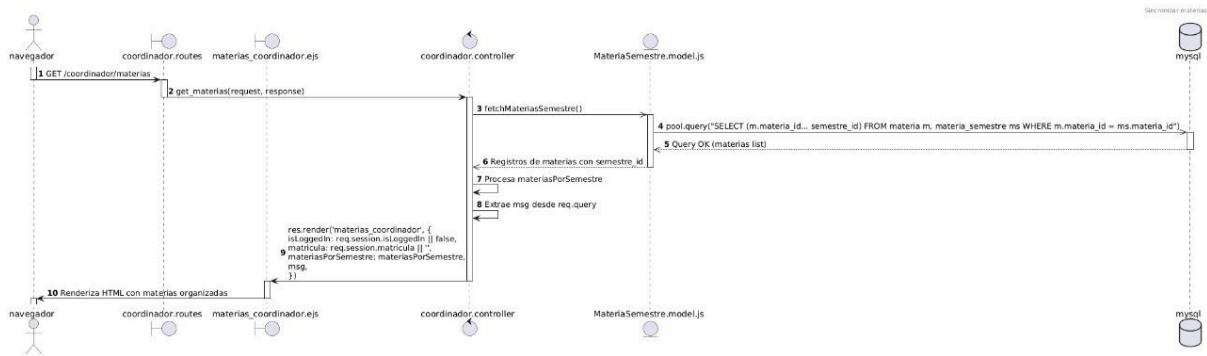 Sincronizar materias
navegador
coordinador.routes
materias_coordinador.ejs
coordinador.controller
MateriaSemestre.model.js
mysql
1 GET /coordinador/materias
2 get_materias(request, response)
3 fetchMateriasSemestre()
4 pool.query("SELECT (m.materia_id... semestre_id) FROM materia m, materia_semestre ms WHERE m.materia_id = ms.materia_id")
5 Query OK (materias list)
6 Registros de materias con semestre_id
7 Procesa materiasPorSemestre
8 Extrae msg desde req.query
res.render('materias_coordinador', {
isLoggedIn: req.session.isLoggedIn || false,
matricula: req.session.matricula || '',
9 materiasPorSemestre: materiasPorSemestre,
msg,
})
10 Renderiza HTML con materias organizadas
navegador
coordinador.routes
materias_coordinador.ejs
coordinador.controller
MateriaSemestre.model.js
mysql